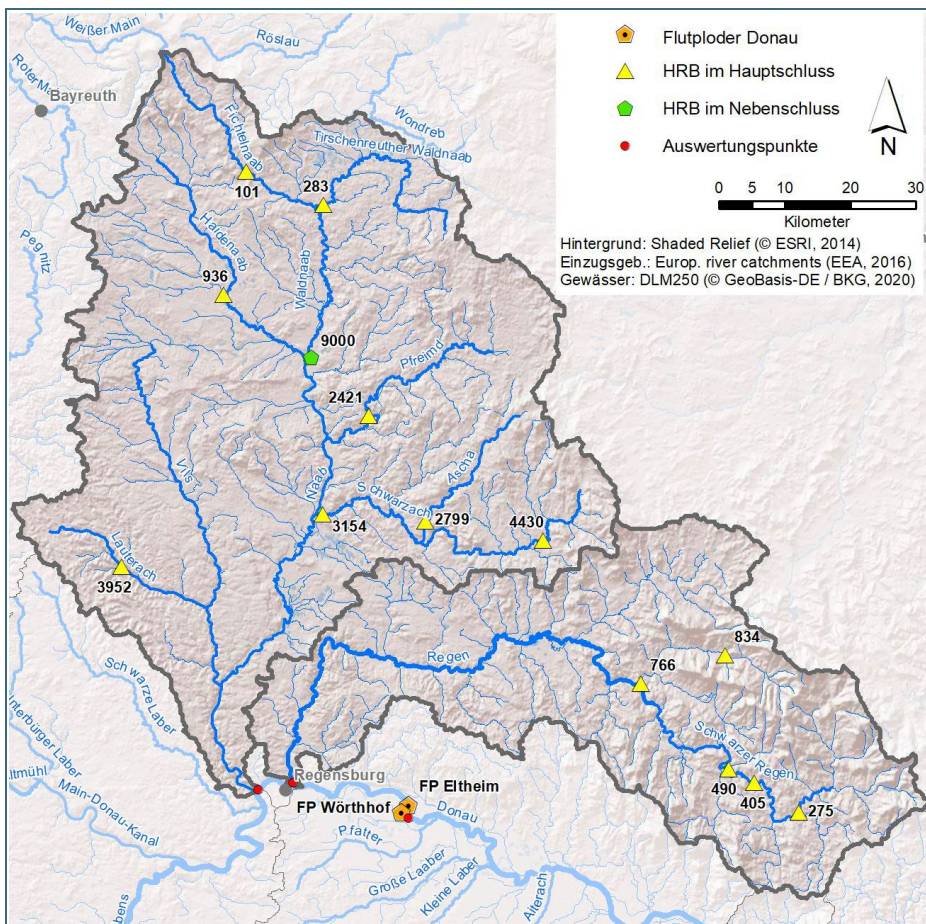 Weißer Main
Röslau
Roter Ma
Bayreuth
Wondreb
Fichtelnaab
Tirschenreuther Waldnaab
101
283
Haidenaab
Waldnaab
Pegnitz
936
9000
Pfreimd
2421
Vils
Naab
Ascha
Schwarzach
3154
2799
4430
Lauterach
3952
834
Regen
766
Schwarze Laber
Schwarzer Regen
490
405
275
Altmühl
Main-Donau-Kanal
Regensburg
FP Eltheim
FP Wörthhof
Donau
Pfatter
Große Laaber
Kleine Laber
Aiterach
bens
Flutploder Donau
HRB im Hauptschluss
HRB im Nebenschluss
Auswertungspunkte
N
0 10 20 30
Kilometer
Hintergrund: Shaded Relief (© ESRI, 2014)
Einzugsgeb.: Europ. river catchments (EEA, 2016)
Gewässer: DLM250 (© GeoBasis-DE / BKG, 2020)